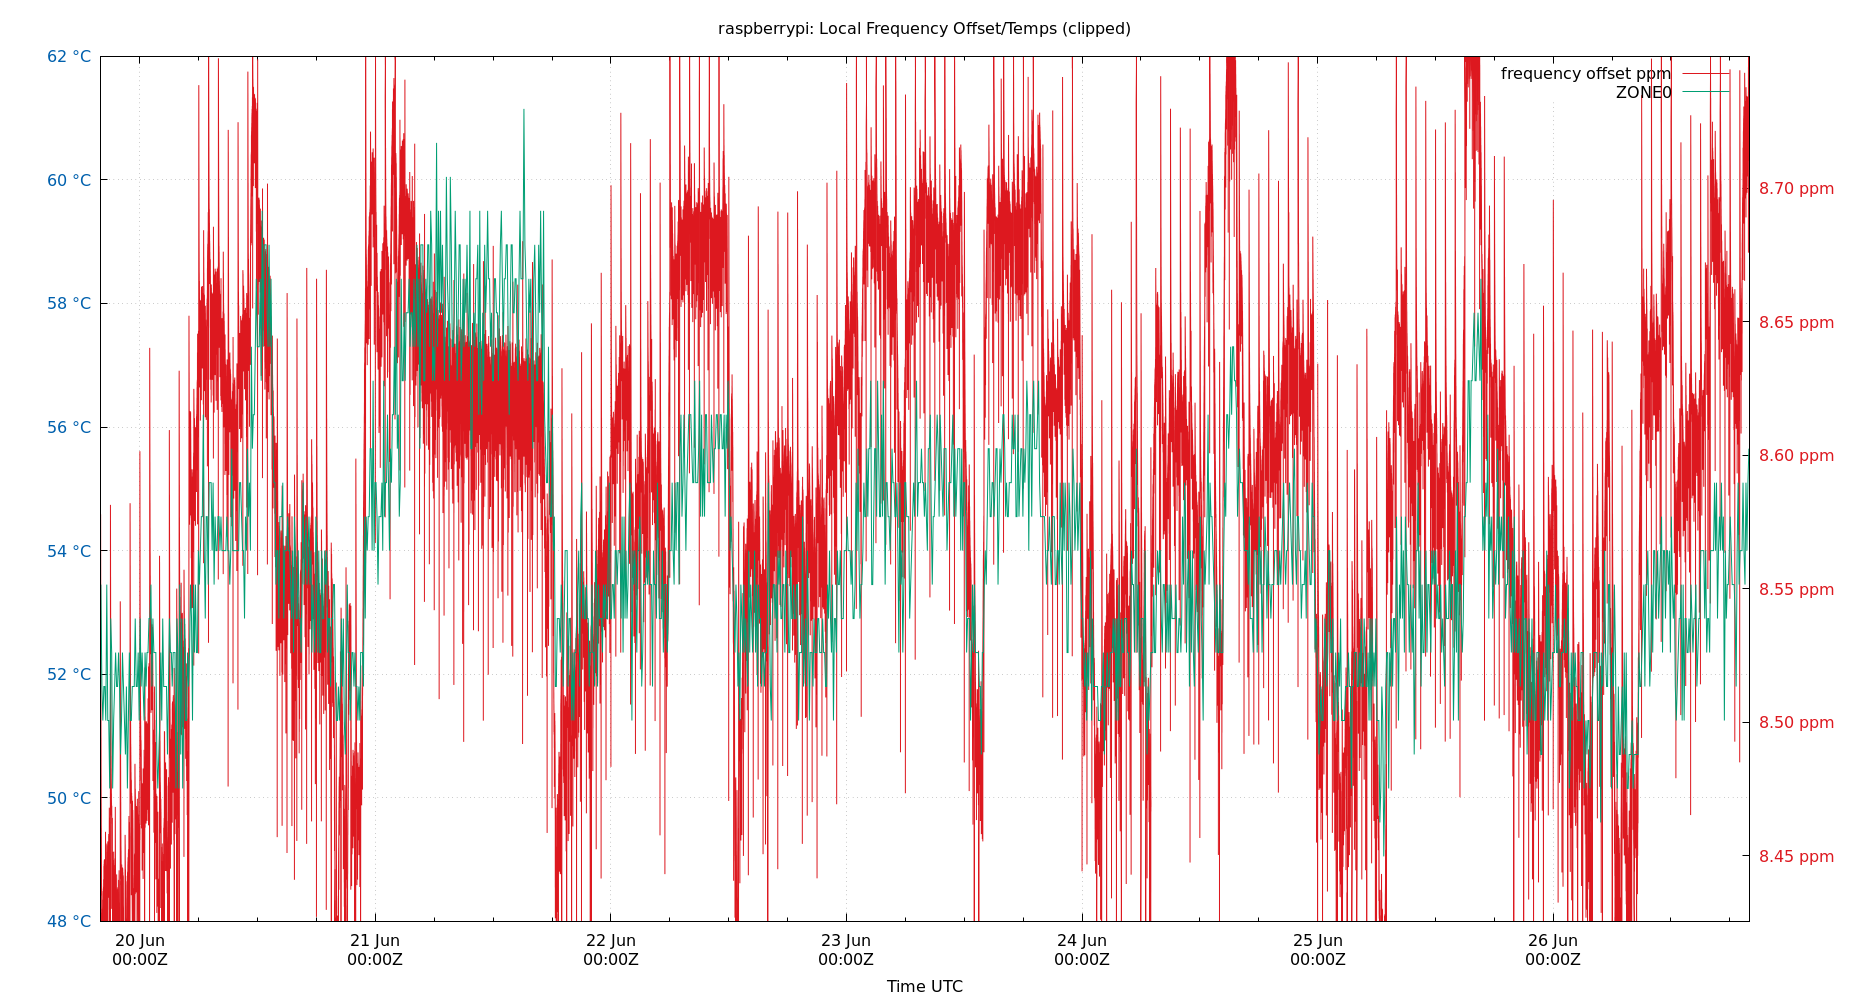 raspberrypi: Local Frequency Offset/Temps (clipped)
62 °C
60 °C
58 °C
56 °C
54 °C
52 °C
50 °C
48 °C
frequency offset ppm
ZONE0
8.70 ppm
8.65 ppm
8.60 ppm
8.55 ppm
8.50 ppm
8.45 ppm
20 Jun 21 Jun 22 Jun 23 Jun 24 Jun 25 Jun 26 Jun
00:00Z 00:00Z 00:00Z 00:00Z 00:00Z 00:00Z 00:00Z
Time UTC